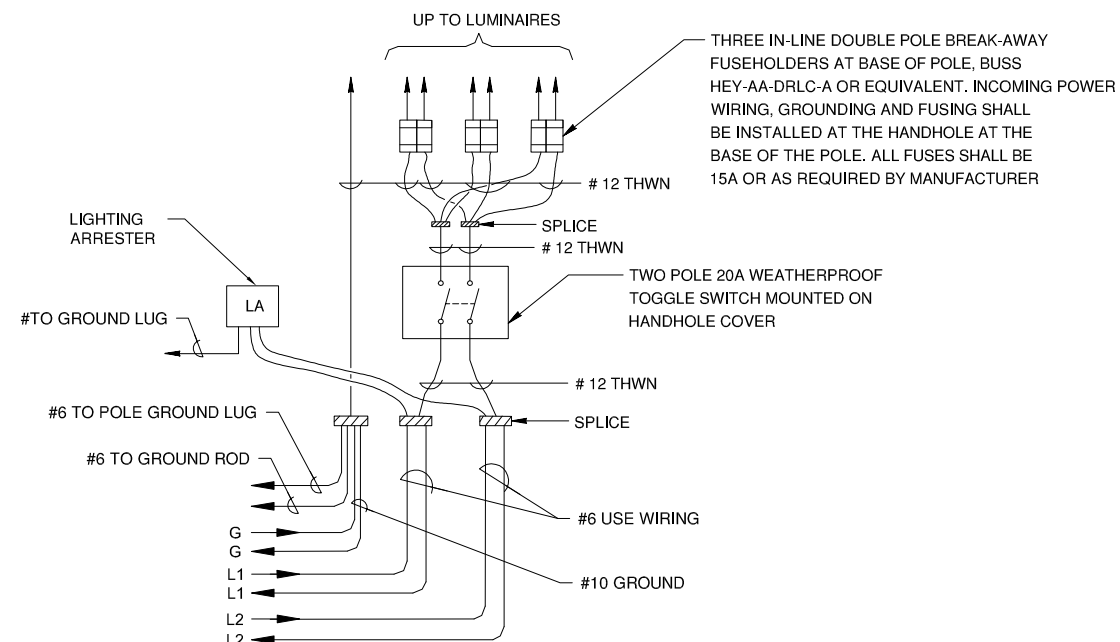 UP TO LUMINAIRES
THREE IN-LINE DOUBLE POLE BREAK-AWAY
FUSEHOLDERS AT BASE OF POLE, BUSS
HEY-AA-DRLC-A OR EQUIVALENT. INCOMING POWER
WIRING, GROUNDING AND FUSING SHALL
BE INSTALLED AT THE HANDHOLE AT THE
BASE OF THE POLE. ALL FUSES SHALL BE
15A OR AS REQUIRED BY MANUFACTURER
# 12 THWN
SPLICE
# 12 THWN
LIGHTING
ARRESTER
LA
TWO POLE 20A WEATHERPROOF
TOGGLE SWITCH MOUNTED ON
HANDHOLE COVER
#TO GROUND LUG
# 12 THWN
#6 TO POLE GROUND LUG
SPLICE
#6 TO GROUND ROD
#6 USE WIRING
G
G
L1
#10 GROUND
L1
L2
L2